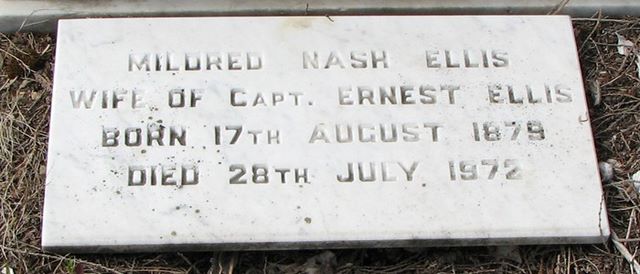 MILDRED NASH ELLIS
WIFE OF CAPT. ERNEST ELLIS
BORN 17TH AUGUST 1879
DIED 28TH JULY 1972